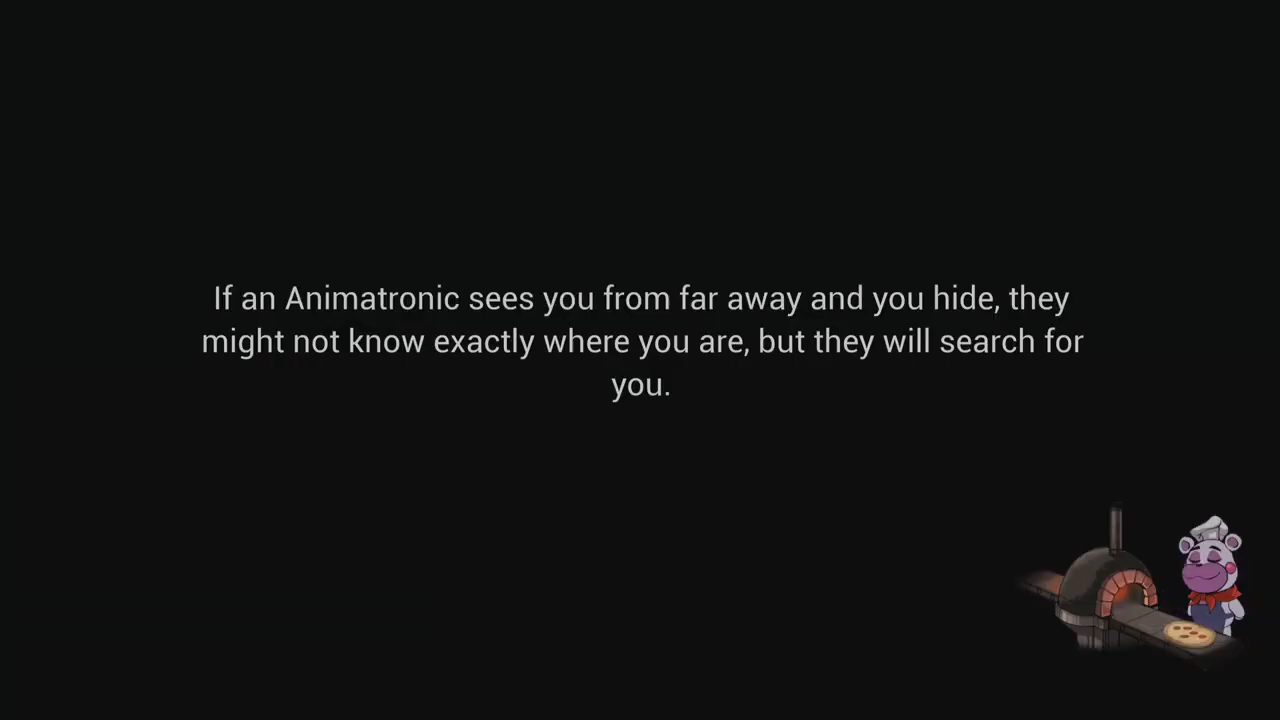 If an Animatronic sees you from far away and you hide, they
might not know exactly where you are, but they will search for
you.